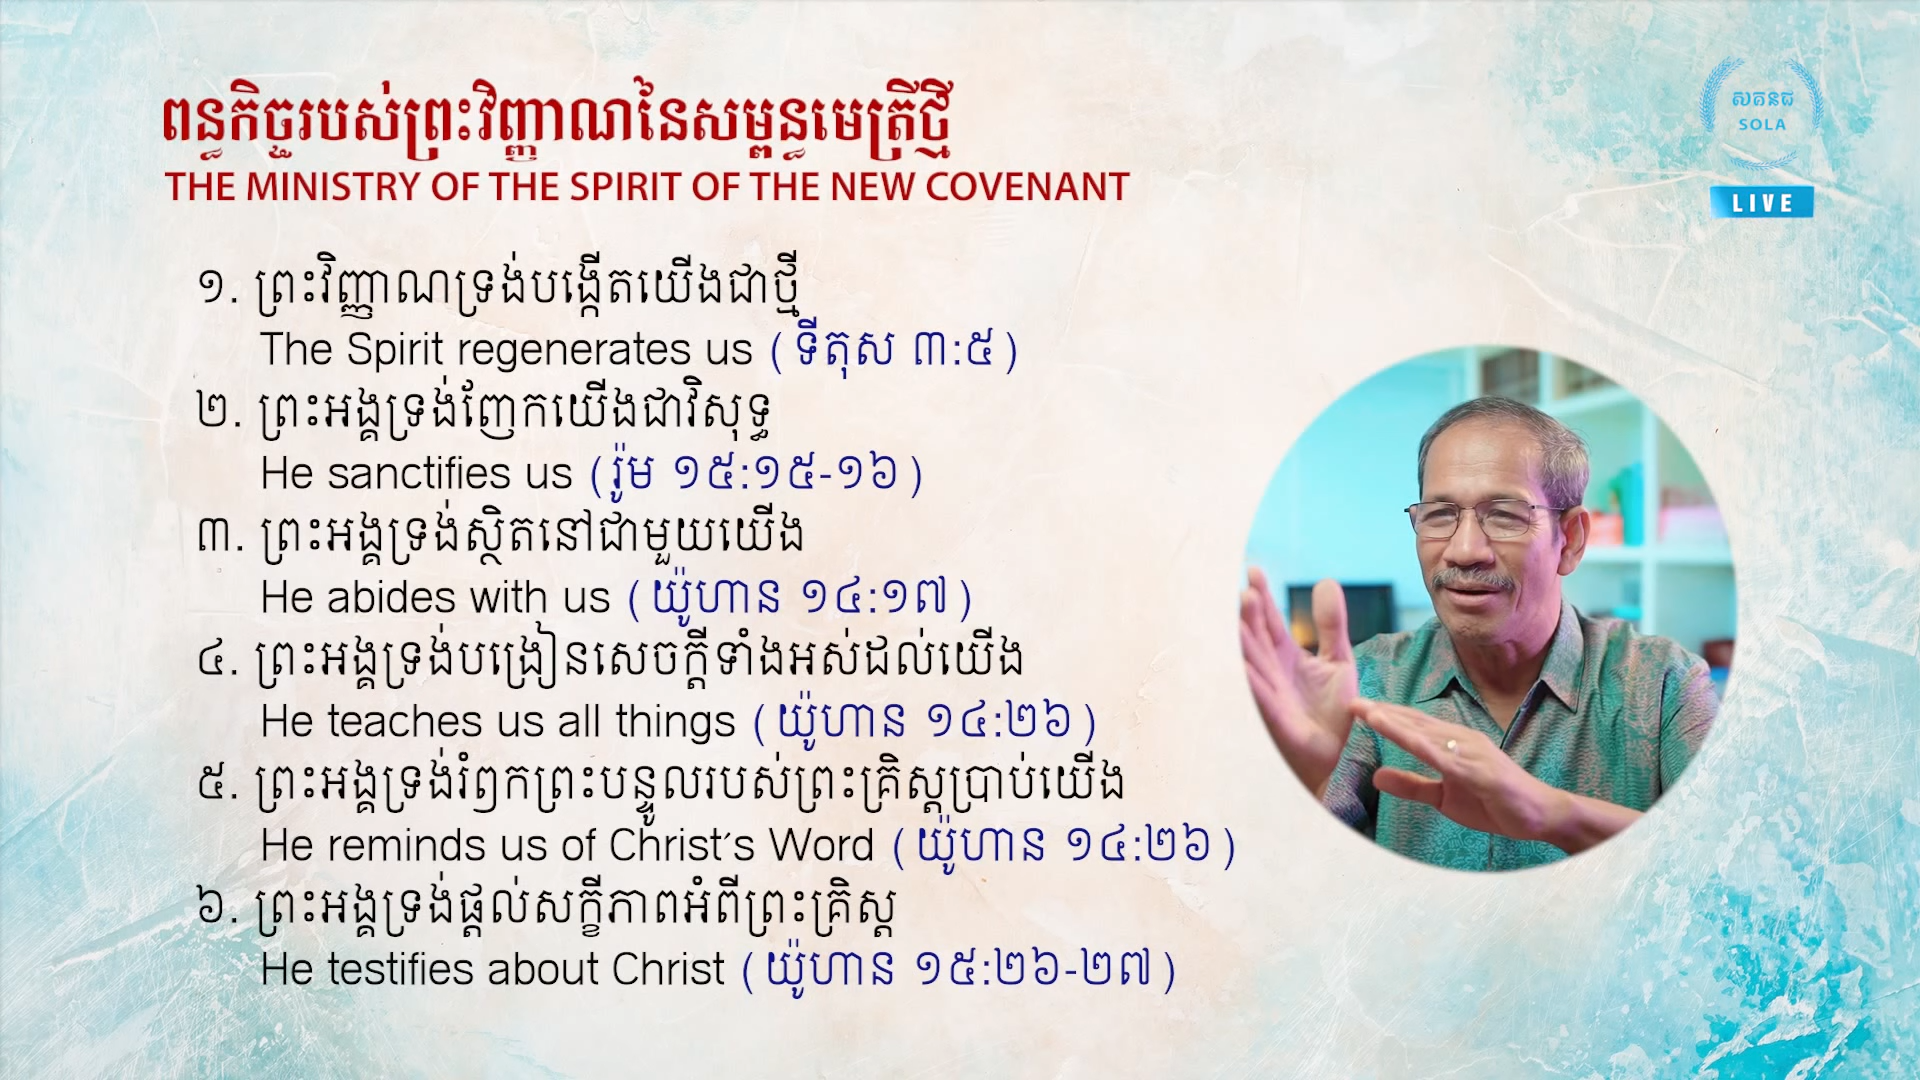 ពន្ធកិច្ចរបស់ព្រះវិញ្ញាណនៃសម្ពន្ធមេត្រីថ្មី
THE MINISTRY OF THE SPIRIT OF THE NEW COVENANT
សគនជ
SOLA
LIVE
១. ព្រះវិញ្ញាណទ្រង់បង្កើតយើងជាថ្មី
The Spirit regenerates us (ទីតុស ៣:៥)
២. ព្រះអង្គទ្រង់ញែកយើងជាវិសុទ្ធ
He sanctifies us (រ៉ូម ១៥:១៥-១៦)
៣. ព្រះអង្គទ្រង់ស្ថិតនៅជាមួយយើង
He abides with us (យ៉ូហាន ១៤:១៧)
៤. ព្រះអង្គទ្រង់បង្រៀនសេចក្ដីទាំងអស់ដល់យើង
He teaches us all things (យ៉ូហាន ១៤:២៦)
៥. ព្រះអង្គទ្រង់រំឭកព្រះបន្ទូលរបស់ព្រះគ្រិស្តប្រាប់យើង
He reminds us of Christ's Word (យ៉ូហាន ១៤:២៦)
៦. ព្រះអង្គទ្រង់ផ្ដល់សក្ខីភាពអំពីព្រះគ្រិស្ត
He testifies about Christ (យ៉ូហាន ១៥:២៦-២៧)